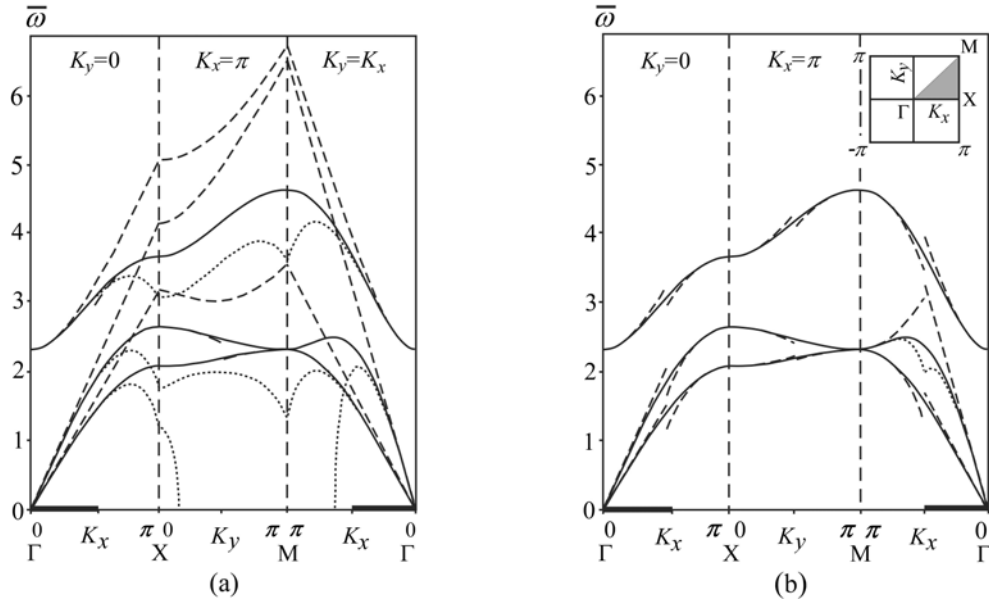 ω̅
K_y=0 K_x=π K_y=K_x
6
5
4
3
2
1
0
0 K_x π 0 K_y π π K_x 0
Γ X M Γ
(a)
ω̅
K_y=0 K_x=π
M
π
K_y
Γ K_x X
-π π
6
5
4
3
2
1
0
0 K_x π 0 K_y π π K_x 0
Γ X M Γ
(b)